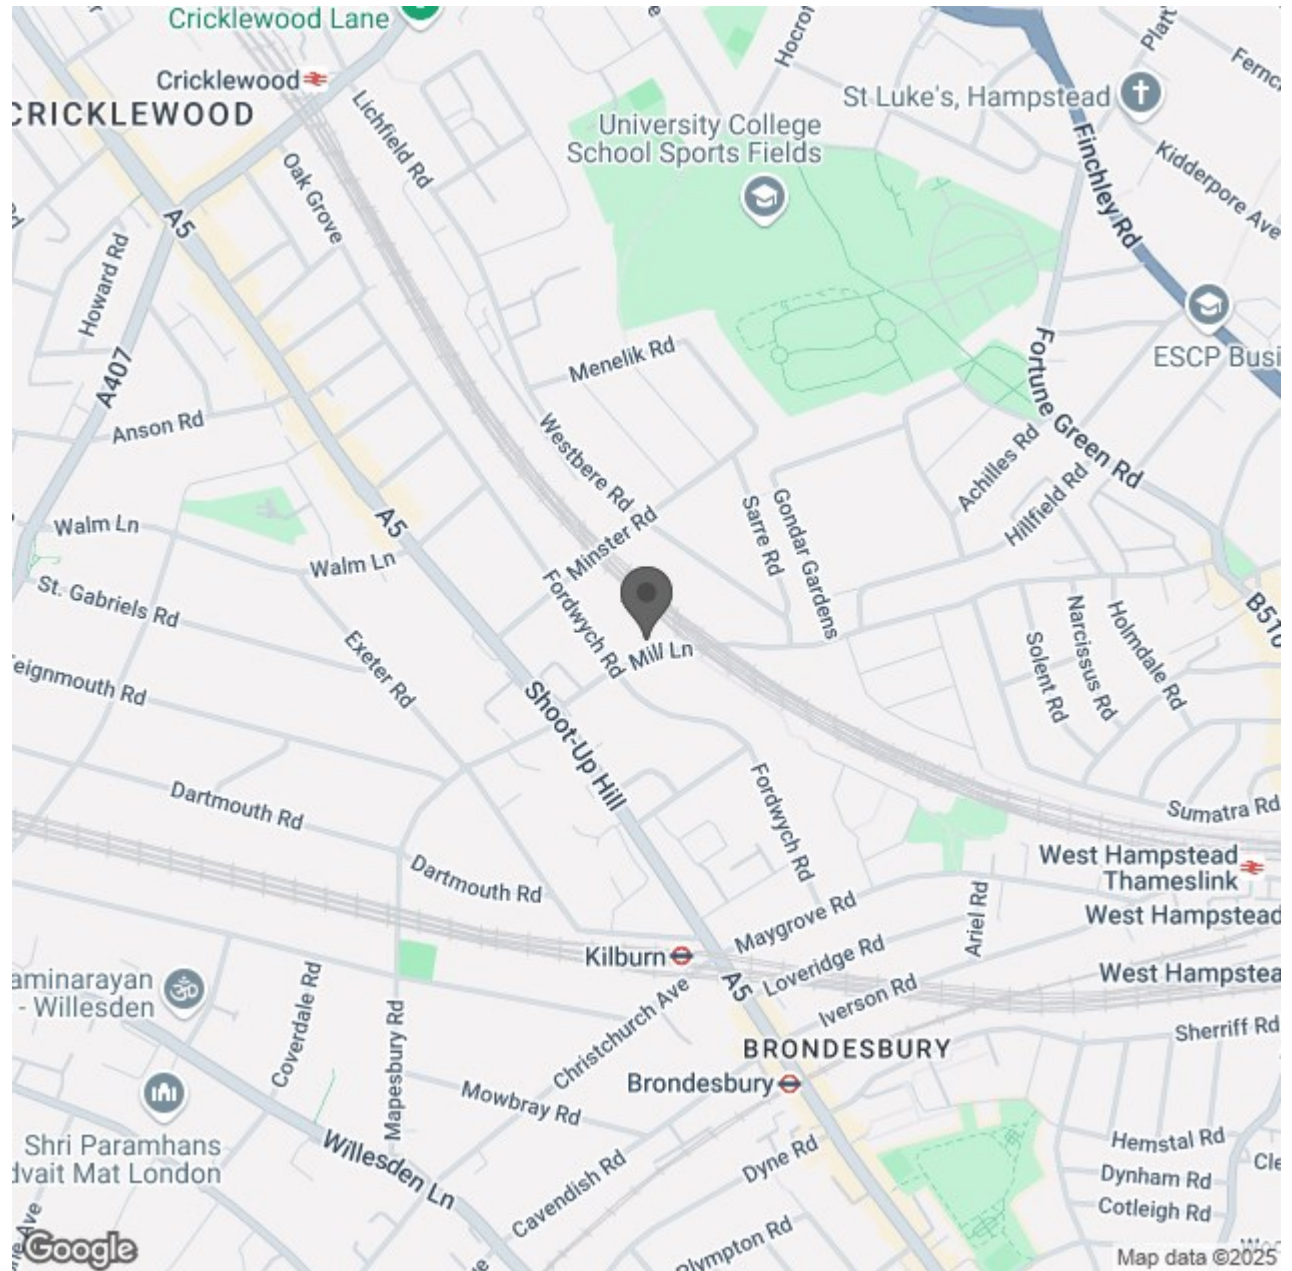 Cricklewood Lane
Cricklewood
CRICKLEWOOD
Lichfield Rd
Oak Grove
A5
Howard Rd
A407
Anson Rd
Hocrof
Platt
Ferncr
St Luke's, Hampstead
University College
School Sports Fields
Finchley Rd
Kidderpore Ave
ESCP Busi
Menelik Rd
Fortune Green Rd
Westbere Rd
Achilles Rd
Hillfield Rd
Sarre Rd
Gondar Gardens
Minster Rd
A5
Walm Ln
Walm Ln
St. Gabriels Rd
Exeter Rd
eignmouth Rd
Fordwych Rd
Mill Ln
Solent Rd
Narcissus Rd
Holmdale Rd
B510
Shoot-Up Hill
Fordwych Rd
Dartmouth Rd
Dartmouth Rd
Sumatra Rd
West Hampstead
Thameslink
West Hampstead
West Hampstea
Maygrove Rd
Ariel Rd
Loveridge Rd
Iverson Rd
Kilburn
A5
Christchurch Ave
BRONDESBURY
Brondesbury
Sherriff Rd
aminarayan
- Willesden
Coverdale Rd
Mapesbury Rd
Mowbray Rd
Shri Paramhans
dvait Mat London
Willesden Ln
Cavendish Rd
Dyne Rd
Plympton Rd
Hemstal Rd
Dynham Rd
Cotleigh Rd
Cle
Google
Map data ©2025